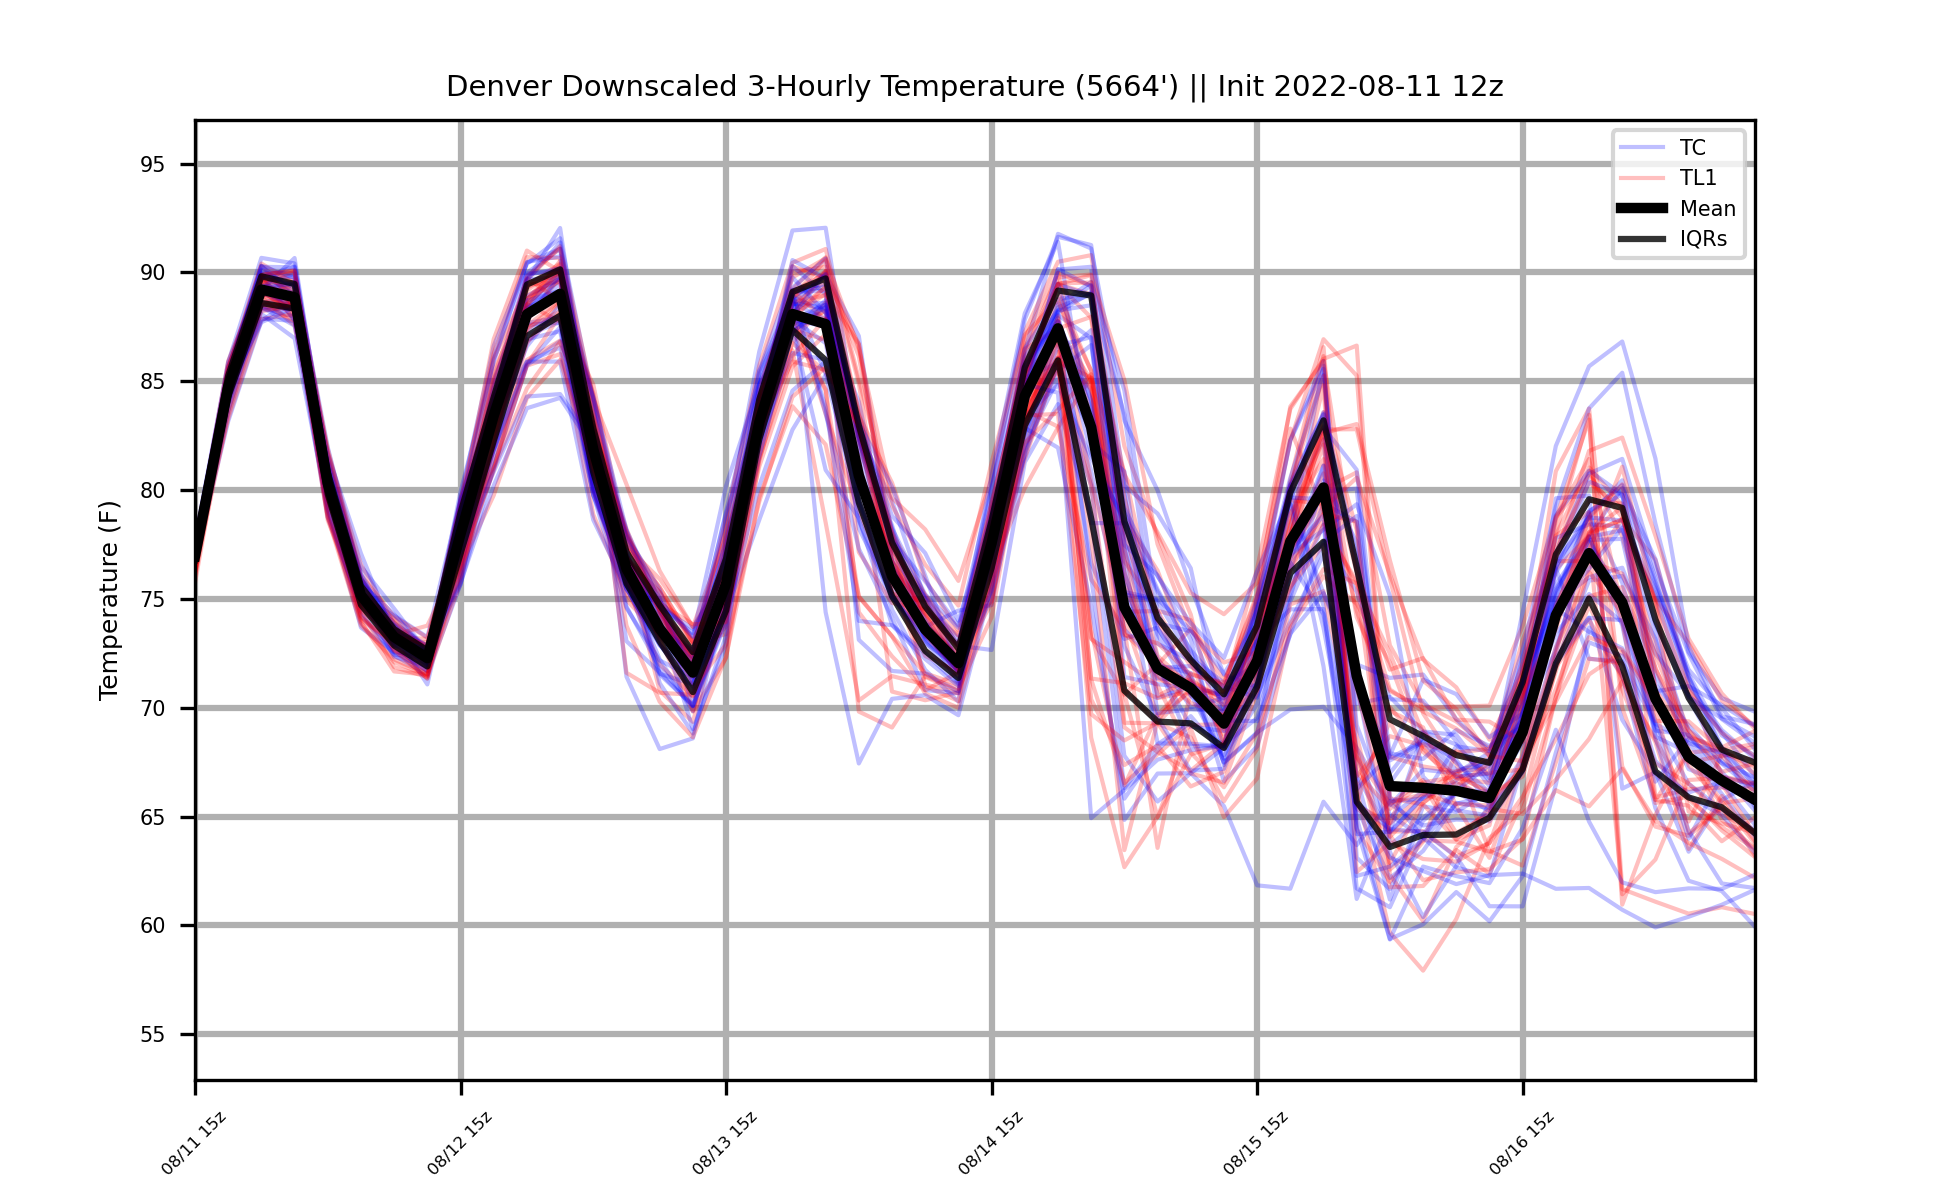 Denver Downscaled 3-Hourly Temperature (5664') || Init 2022-08-11 12z
TC
TL1
Mean
IQRs
Temperature (F)
95
90
85
80
75
70
65
60
55
08/11 15z
08/12 15z
08/13 15z
08/14 15z
08/15 15z
08/16 15z